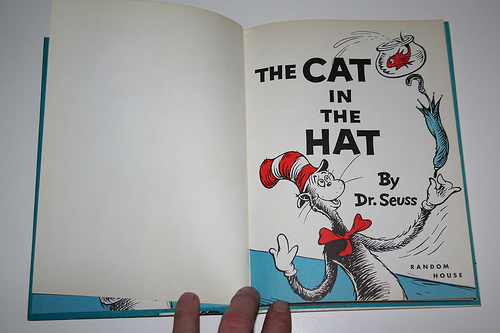 THE CAT
IN
THE
HAT
By
Dr. Seuss
RANDOM
HOUSE